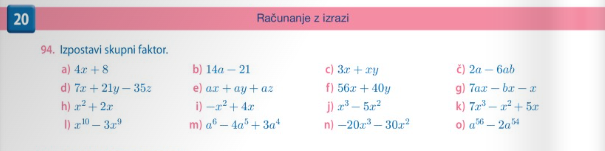 20
Računanje z izrazi
94. Izpostavi skupni faktor.
a) 4x + 8 b) 14a − 21 c) 3x + xy č) 2a − 6ab
d) 7x + 21y − 35z e) ax + ay + az f) 56x + 40y g) 7ax − bx − x
h) x² + 2x i) −x² + 4x j) x³ − 5x² k) 7x³ − x² + 5x
l) x¹⁰ − 3x⁹ m) a⁶ − 4a⁵ + 3a⁴ n) −20x³ − 30x² o) a⁵⁶ − 2a⁵⁴